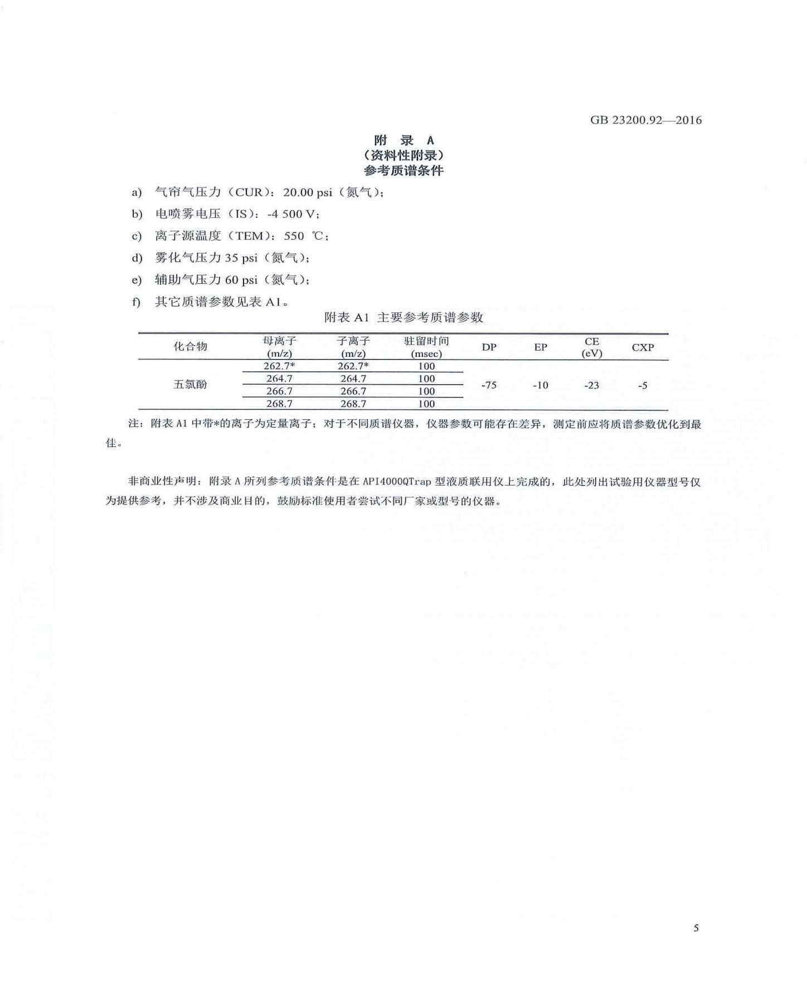 GB 23200.92—2016
附 录 A
（资料性附录）
参考质谱条件
a) 气帘气压力（CUR）：20.00 psi（氮气）；
b) 电喷雾电压（IS）：-4 500 V；
c) 离子源温度（TEM）：550 ℃；
d) 雾化气压力 35 psi（氮气）；
e) 辅助气压力 60 psi（氮气）；
f) 其它质谱参数见表 A1。
附表 A1 主要参考质谱参数
化合物 母离子 (m/z) 子离子 (m/z) 驻留时间 (msec) DP EP CE (eV) CXP
262.7* 262.7* 100
264.7 264.7 100
五氯酚 -75 -10 -23 -5
266.7 266.7 100
268.7 268.7 100
注：附表 A1 中带*的离子为定量离子；对于不同质谱仪器，仪器参数可能存在差异，测定前应将质谱参数优化到最
佳。
非商业性声明：附录 A 所列参考质谱条件是在 API4000QTrap 型液质联用仪上完成的，此处列出试验用仪器型号仅
为提供参考，并不涉及商业目的，鼓励标准使用者尝试不同厂家或型号的仪器。
5